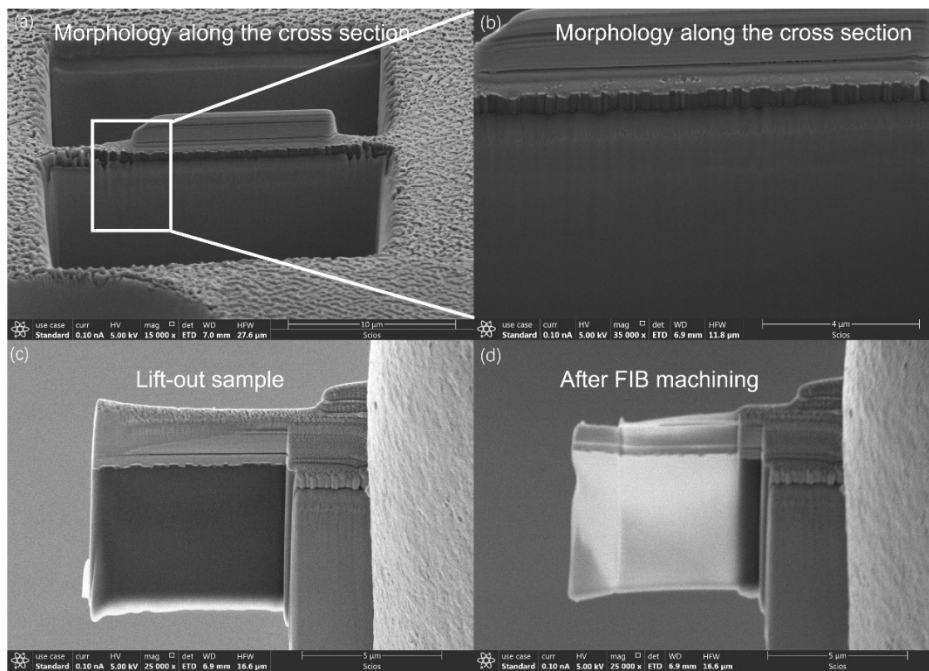 (a)
Morphology along the cross section
use case curr HV mag □ det WD HFW
Standard 0.10 nA 5.00 kV 15 000 x ETD 7.0 mm 27.6 µm
10 µm
Scios
(b)
Morphology along the cross section
use case curr HV mag □ det WD HFW
Standard 0.10 nA 5.00 kV 35 000 x ETD 6.9 mm 11.8 µm
4 µm
Scios
(c)
Lift-out sample
use case curr HV mag □ det WD HFW
Standard 0.10 nA 5.00 kV 25 000 x ETD 6.9 mm 16.6 µm
5 µm
Scios
(d)
After FIB machining
use case curr HV mag □ det WD HFW
Standard 0.10 nA 5.00 kV 25 000 x ETD 6.9 mm 16.6 µm
5 µm
Scios